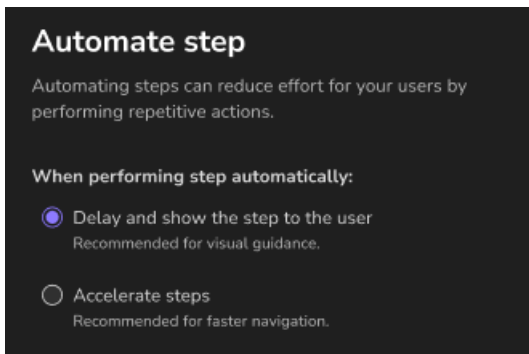 Automate step
Automating steps can reduce effort for your users by
performing repetitive actions.
When performing step automatically:
Delay and show the step to the user
Recommended for visual guidance.
Accelerate steps
Recommended for faster navigation.